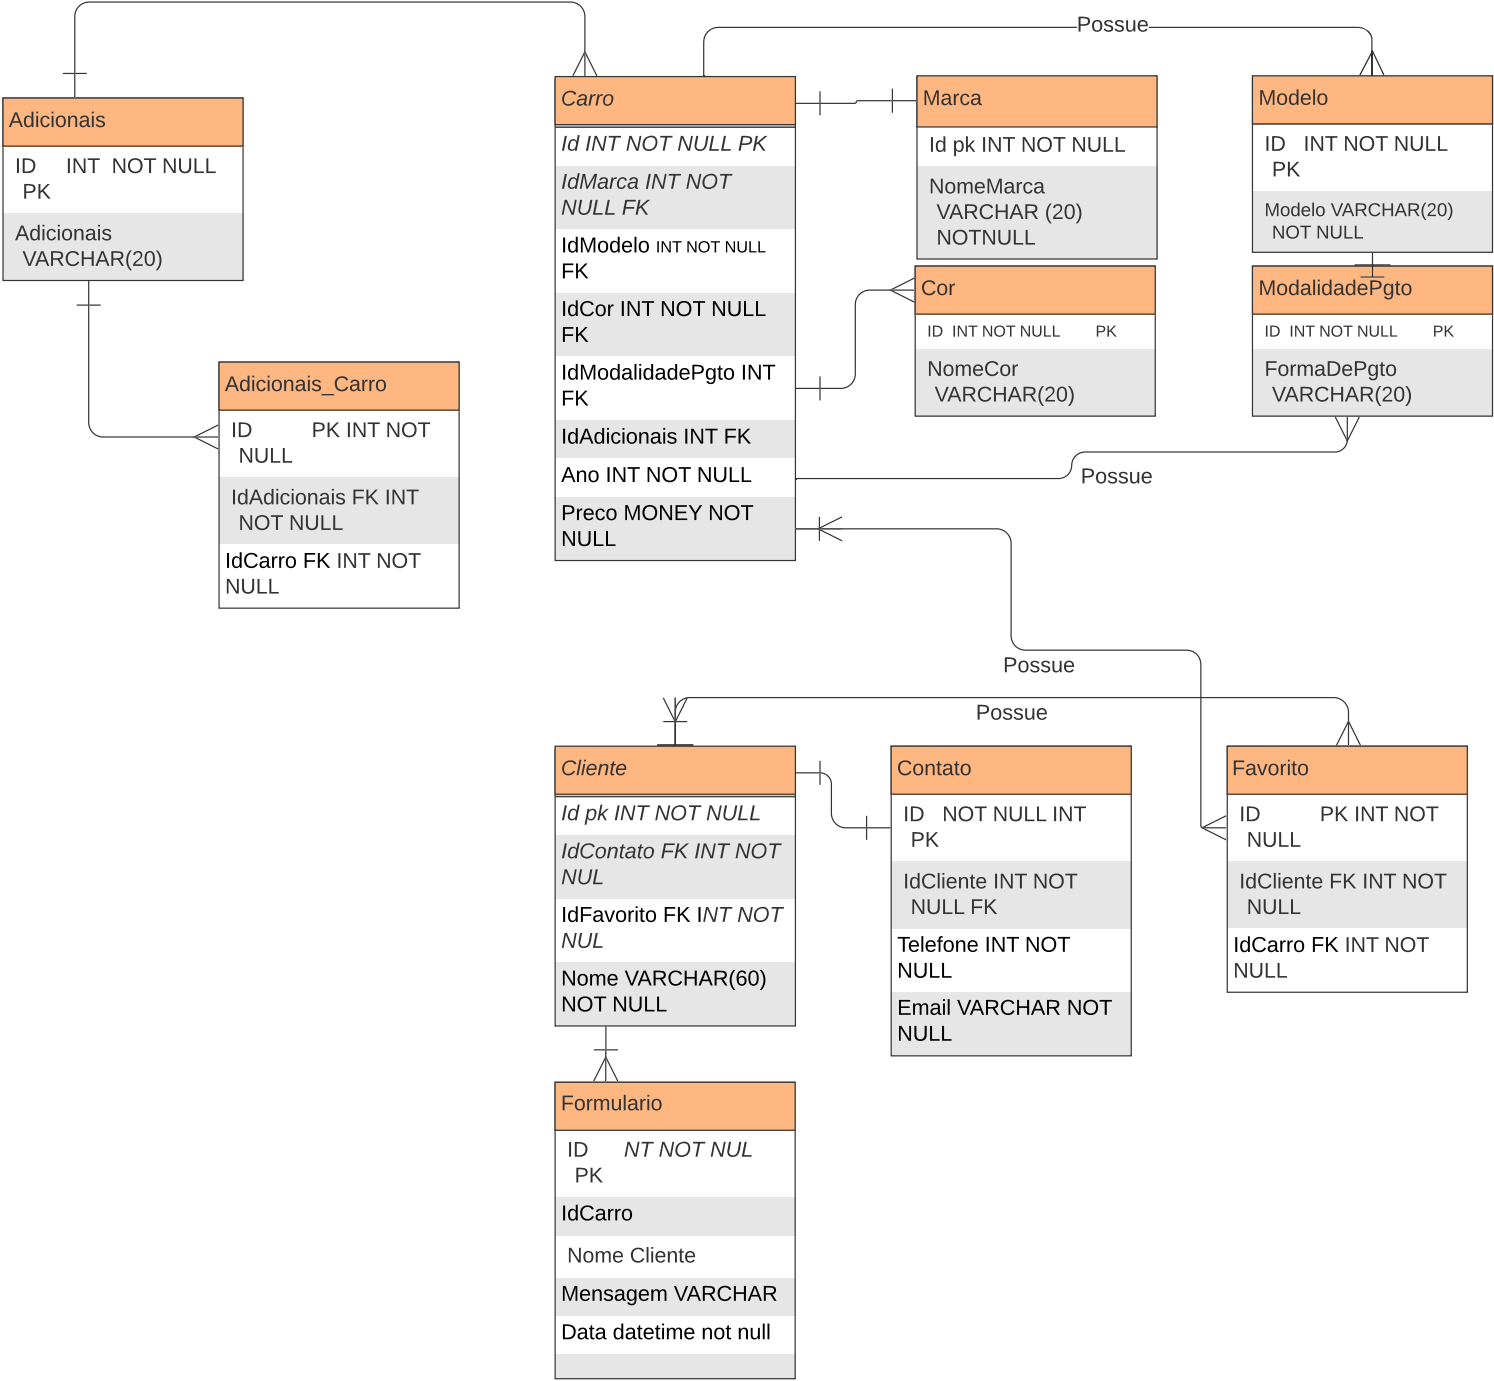 Possue
Adicionais
ID INT NOT NULL
PK
Adicionais
VARCHAR(20)
Carro
Id INT NOT NULL PK
IdMarca INT NOT
NULL FK
IdModelo INT NOT NULL
FK
IdCor INT NOT NULL
FK
IdModalidadePgto INT
FK
IdAdicionais INT FK
Ano INT NOT NULL
Preco MONEY NOT
NULL
Marca
Id pk INT NOT NULL
NomeMarca
VARCHAR (20)
NOTNULL
Modelo
ID INT NOT NULL
PK
Modelo VARCHAR(20)
NOT NULL
Cor
ID INT NOT NULL PK
NomeCor
VARCHAR(20)
ModalidadePgto
ID INT NOT NULL PK
FormaDePgto
VARCHAR(20)
Possue
Adicionais_Carro
ID PK INT NOT
NULL
IdAdicionais FK INT
NOT NULL
IdCarro FK INT NOT
NULL
Possue
Possue
Cliente
Id pk INT NOT NULL
IdContato FK INT NOT
NUL
IdFavorito FK INT NOT
NUL
Nome VARCHAR(60)
NOT NULL
Contato
ID NOT NULL INT
PK
IdCliente INT NOT
NULL FK
Telefone INT NOT
NULL
Email VARCHAR NOT
NULL
Favorito
ID PK INT NOT
NULL
IdCliente FK INT NOT
NULL
IdCarro FK INT NOT
NULL
Formulario
ID NT NOT NUL
PK
IdCarro
Nome Cliente
Mensagem VARCHAR
Data datetime not null